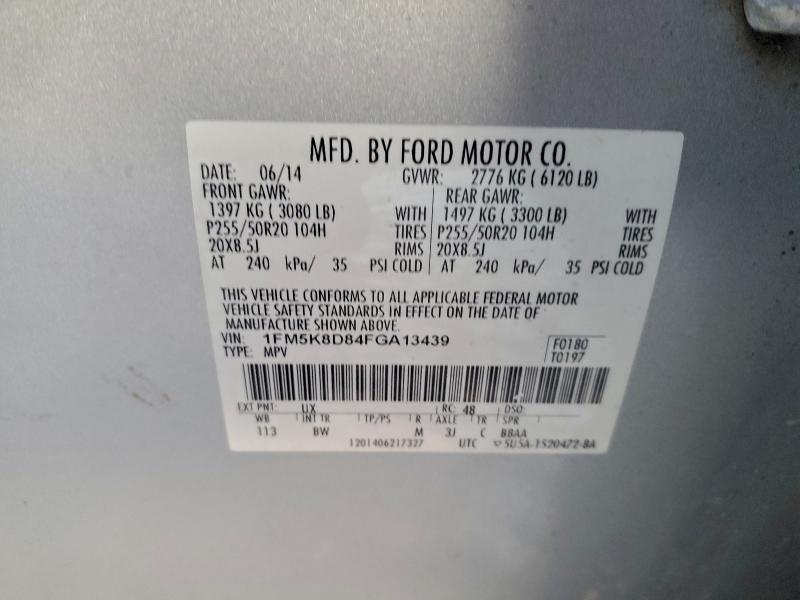 MFD. BY FORD MOTOR CO.
DATE: 06/14 GVWR: 2776 KG ( 6120 LB)
FRONT GAWR: REAR GAWR:
1397 KG ( 3080 LB) WITH 1497 KG ( 3300 LB) WITH
P255/50R20 104H TIRES P255/50R20 104H TIRES
20X8.5J RIMS 20X8.5J RIMS
AT 240 kPa/ 35 PSI COLD AT 240 kPa/ 35 PSI COLD
THIS VEHICLE CONFORMS TO ALL APPLICABLE FEDERAL MOTOR
VEHICLE SAFETY STANDARDS IN EFFECT ON THE DATE OF
MANUFACTURE SHOWN ABOVE.
VIN: 1FM5K8D84FGA13439 F0180
TYPE: MPV T0197
EXT PNT: UX RC: 48 DSO:
WB INT TR TP/PS R AXLE TR SPR
113 BW M 3J C BBAA
1201406217327 UTC 5U5A-1520472-BA